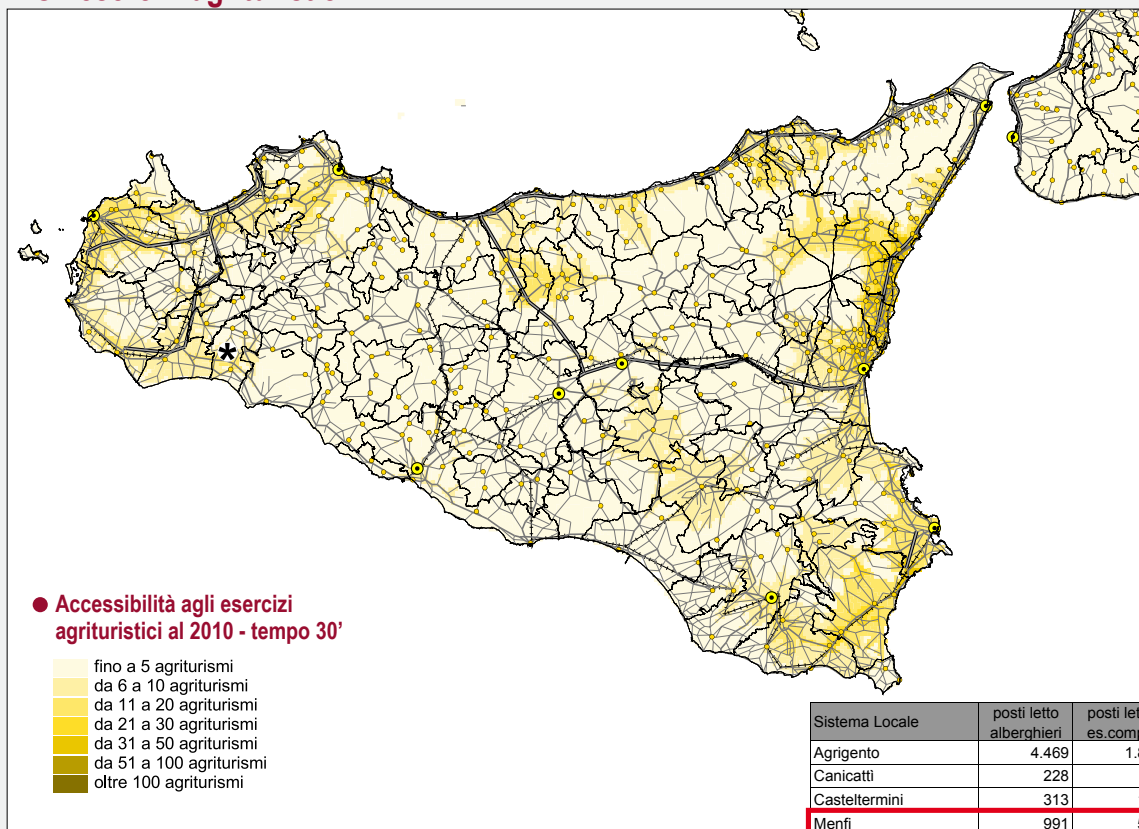 ● Accessibilità agli esercizi
agrituristici al 2010 - tempo 30'
fino a 5 agriturismi
da 6 a 10 agriturismi
da 11 a 20 agriturismi
da 21 a 30 agriturismi
da 31 a 50 agriturismi
da 51 a 100 agriturismi
oltre 100 agriturismi
*
Sistema Locale posti letto alberghieri
Agrigento 4.469
Canicattì 228
Casteltermini 313
Menfi 991